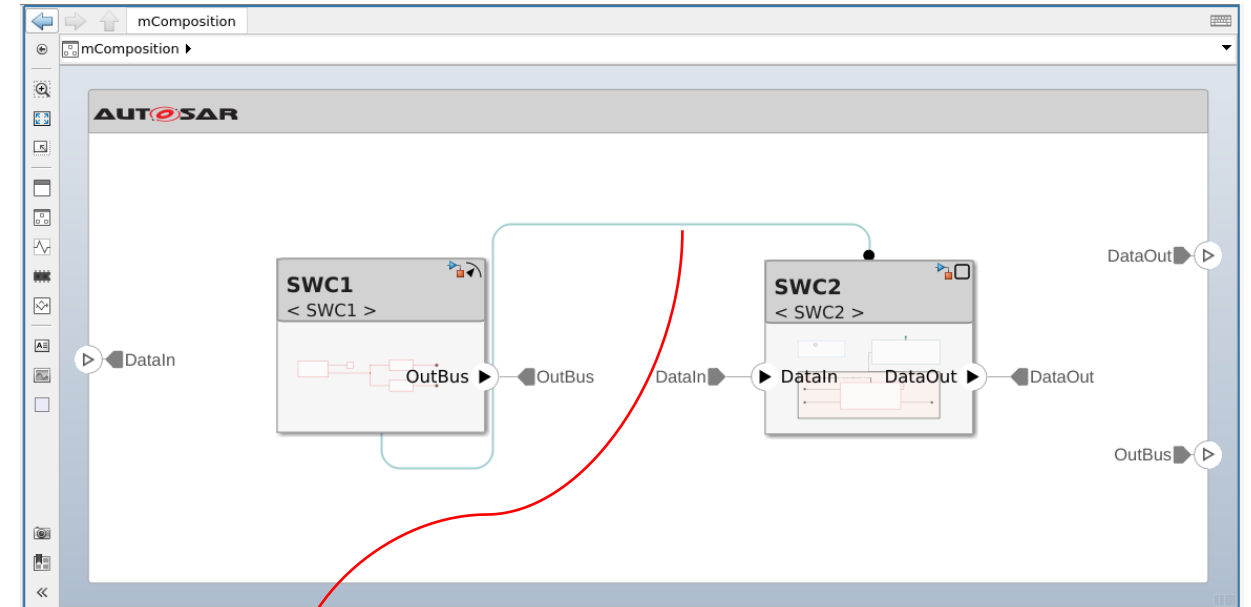 mComposition
mComposition
AUTOSAR
DataOut
SWC1
< SWC1 >
SWC2
< SWC2 >
DataIn
OutBus
OutBus
DataIn
DataIn
DataOut
DataOut
OutBus